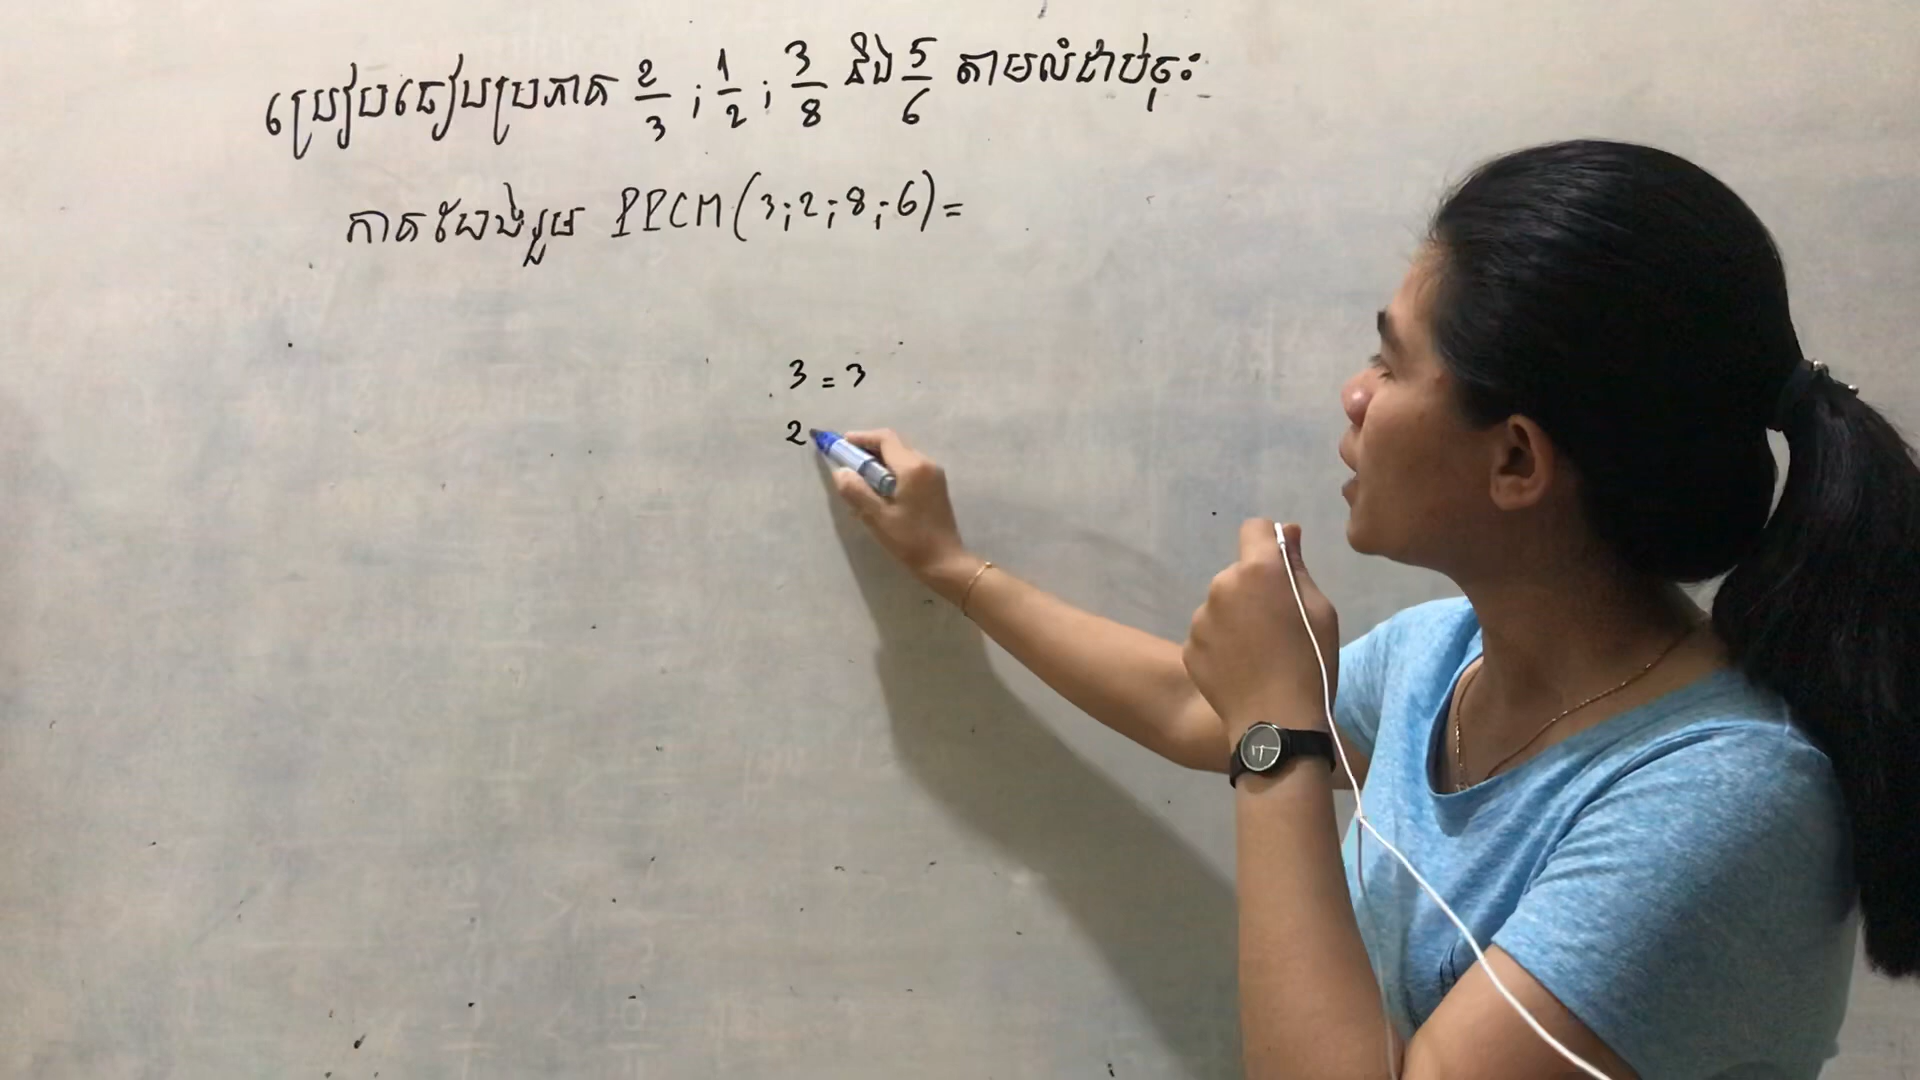 ប្រៀបធៀបប្រភាគ 2/3 ; 1/2 ; 3/8 និង 5/6 តាមលំដាប់ចុះ
ភាគបែងរួម PPCM(3;2;8;6)=
3 = 3
2